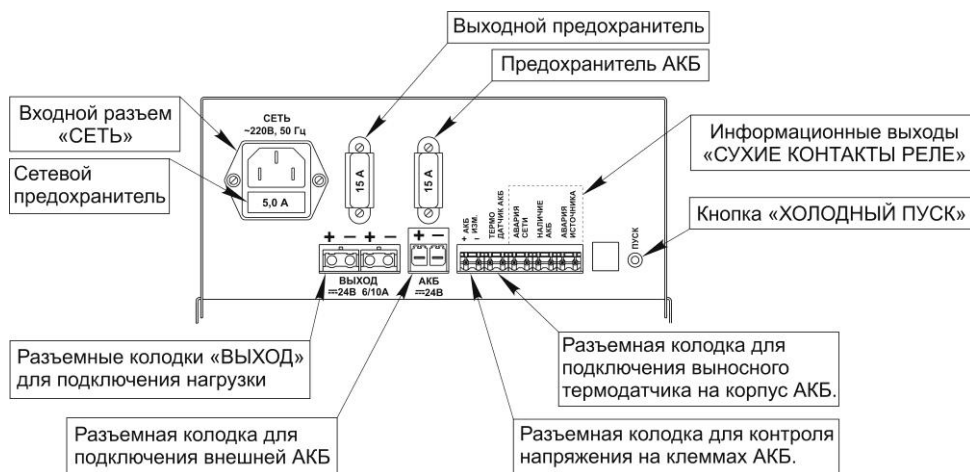 Выходной предохранитель
Предохранитель АКБ
Входной разъем
«СЕТЬ»
Сетевой
предохранитель
СЕТЬ
~220В, 50 Гц
5,0 А
15 А
15 А
Информационные выходы
«СУХИЕ КОНТАКТЫ РЕЛЕ»
Кнопка «ХОЛОДНЫЙ ПУСК»
+ − + −
ВЫХОД
⎓24В 6/10А
+ −
АКБ
⎓24В
+ АКБ
− ИЗМ.
ТЕРМО
ДАТЧИК АКБ
АВАРИЯ
СЕТИ
НАЛИЧИЕ
АКБ
АВАРИЯ
ИСТОЧНИКА
ПУСК
Разъемные колодки «ВЫХОД»
для подключения нагрузки
Разъемная колодка для
подключения внешней АКБ
Разъемная колодка для
подключения выносного
термодатчика на корпус АКБ.
Разъемная колодка для контроля
напряжения на клеммах АКБ.